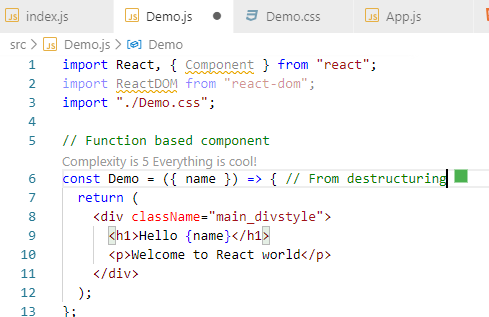 index.js
JS Demo.js
Demo.css
JS App.js
src > JS Demo.js > Demo
1 import React, { Component } from "react";
2 import ReactDOM from "react-dom";
3 import "./Demo.css";
4
5 // Function based component
Complexity is 5 Everything is cool!
6 const Demo = ({ name }) => { // From destructuring
7 return (
8 <div className="main_divstyle">
9 <h1>Hello {name}</h1>
10 <p>Welcome to React world</p>
11 </div>
12 );
13 };